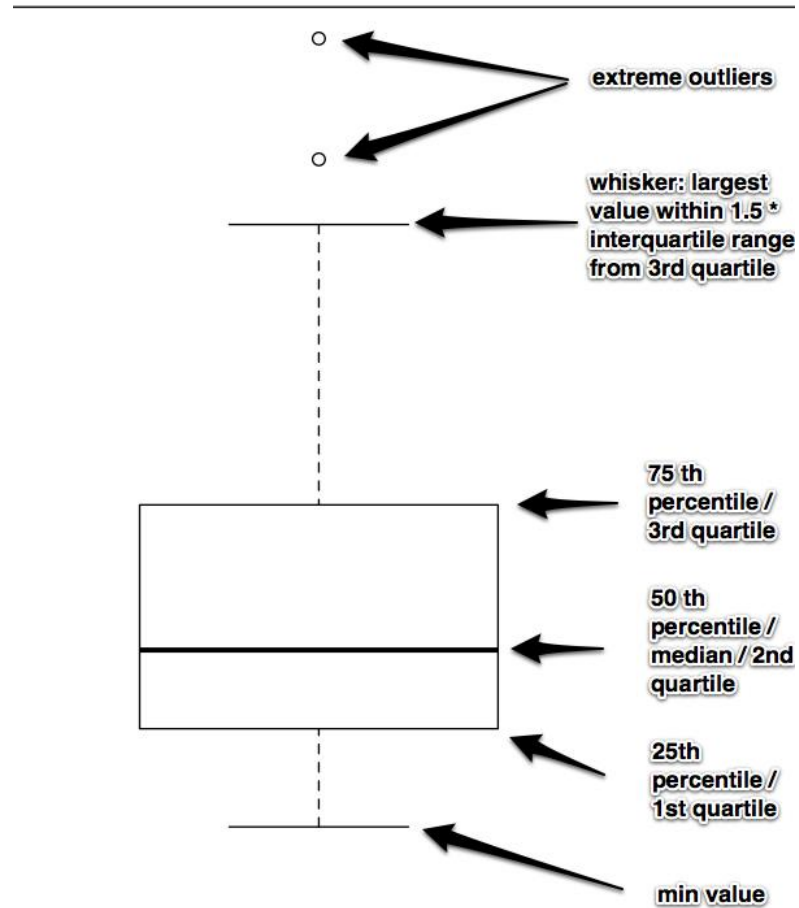 extreme outliers
whisker: largest
value within 1.5 *
interquartile range
from 3rd quartile
75 th
percentile /
3rd quartile
50 th
percentile /
median / 2nd
quartile
25th
percentile /
1st quartile
min value